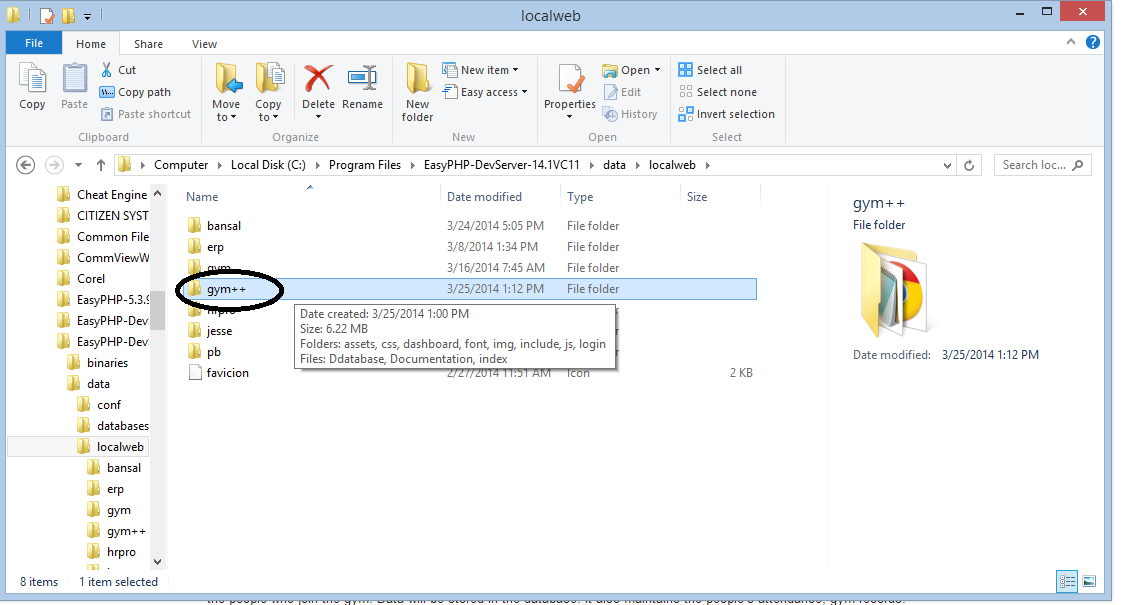 localweb
File Home Share View
Copy
Paste
Cut
Copy path
Paste shortcut
Clipboard
Move to
Copy to
Delete
Rename
Organize
New folder
New item
Easy access
New
Properties
Open
Edit
History
Open
Select all
Select none
Invert selection
Select
Computer Local Disk (C:) Program Files EasyPHP-DevServer-14.1VC11 data localweb
Search loc...
Cheat Engine
CITIZEN SYST
Common File
CommViewW
Corel
EasyPHP-5.3.9
EasyPHP-Dev
EasyPHP-Dev
binaries
data
conf
databases
localweb
bansal
erp
gym
gym++
hrpro
Name Date modified Type Size
bansal 3/24/2014 5:05 PM File folder
erp 3/8/2014 1:34 PM File folder
gym 3/16/2014 7:45 AM File folder
gym++ 3/25/2014 1:12 PM File folder
hrpro
jesse
pb
favicion 2/27/2014 11:51 AM Icon 2 KB
Date created: 3/25/2014 1:00 PM
Size: 6.22 MB
Folders: assets, css, dashboard, font, img, include, js, login
Files: Ddatabase, Documentation, index
gym++
File folder
Date modified: 3/25/2014 1:12 PM
8 items 1 item selected
the people who join the gym. Data will be stored in the database. It also maintains the people's attendance, gym records.